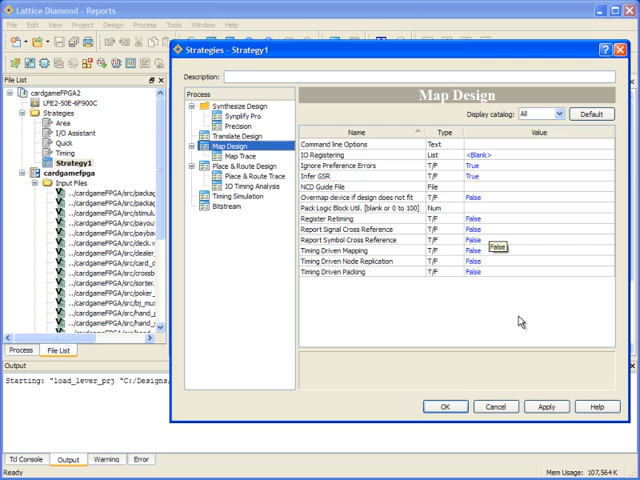 Lattice Diamond - Reports
File Edit View Project Design Process Tools Window Help
File List
cardgameFPGA2
LFE2-50E-6F900C
Strategies
Area
I/O Assistant
Quick
Timing
Strategy1
cardgamefpga
Input Files
../cardgameFPGA/src/packag
../cardgameFPGA/src/packa
../cardgameFPGA/src/stimul
../cardgameFPGA/src/payou
../cardgameFPGA/src/payba
../cardgameFPGA/src/deck.v
../cardgameFPGA/src/dealer
../cardgameFPGA/src/card_c
../cardgameFPGA/src/crossb
../cardgameFPGA/src/sorter.
../cardgameFPGA/src/poker_
../cardgameFPGA/src/bj_mu
../cardgameFPGA/src/hand_
../cardgameFPGA/src/hand_
Process File List
Strategies - Strategy1
Description:
Process
Synthesize Design
Synplify Pro
Precision
Translate Design
Map Design
Map Trace
Place & Route Design
Place & Route Trace
IO Timing Analysis
Timing Simulation
Bitstream
Map Design
Display catalog: All Default
Name Type Value
Command line Options Text
IO Registering List <Blank>
Ignore Preference Errors T/F True
Infer GSR T/F True
NCD Guide File File
Overmap device if design does not fit T/F False
Pack Logic Block Util. [blank or 0 to 100] Num
Register Retiming T/F False
Report Signal Cross Reference T/F False
Report Symbol Cross Reference T/F False
False
Timing Driven Mapping T/F False
Timing Driven Node Replication T/F False
Timing Driven Packing T/F False
OK Cancel Apply Help
Output
Starting: "load_lever_prj "C:/Designs/
Tcl Console Output Warning Error
Ready Mem Usage: 107,564 K